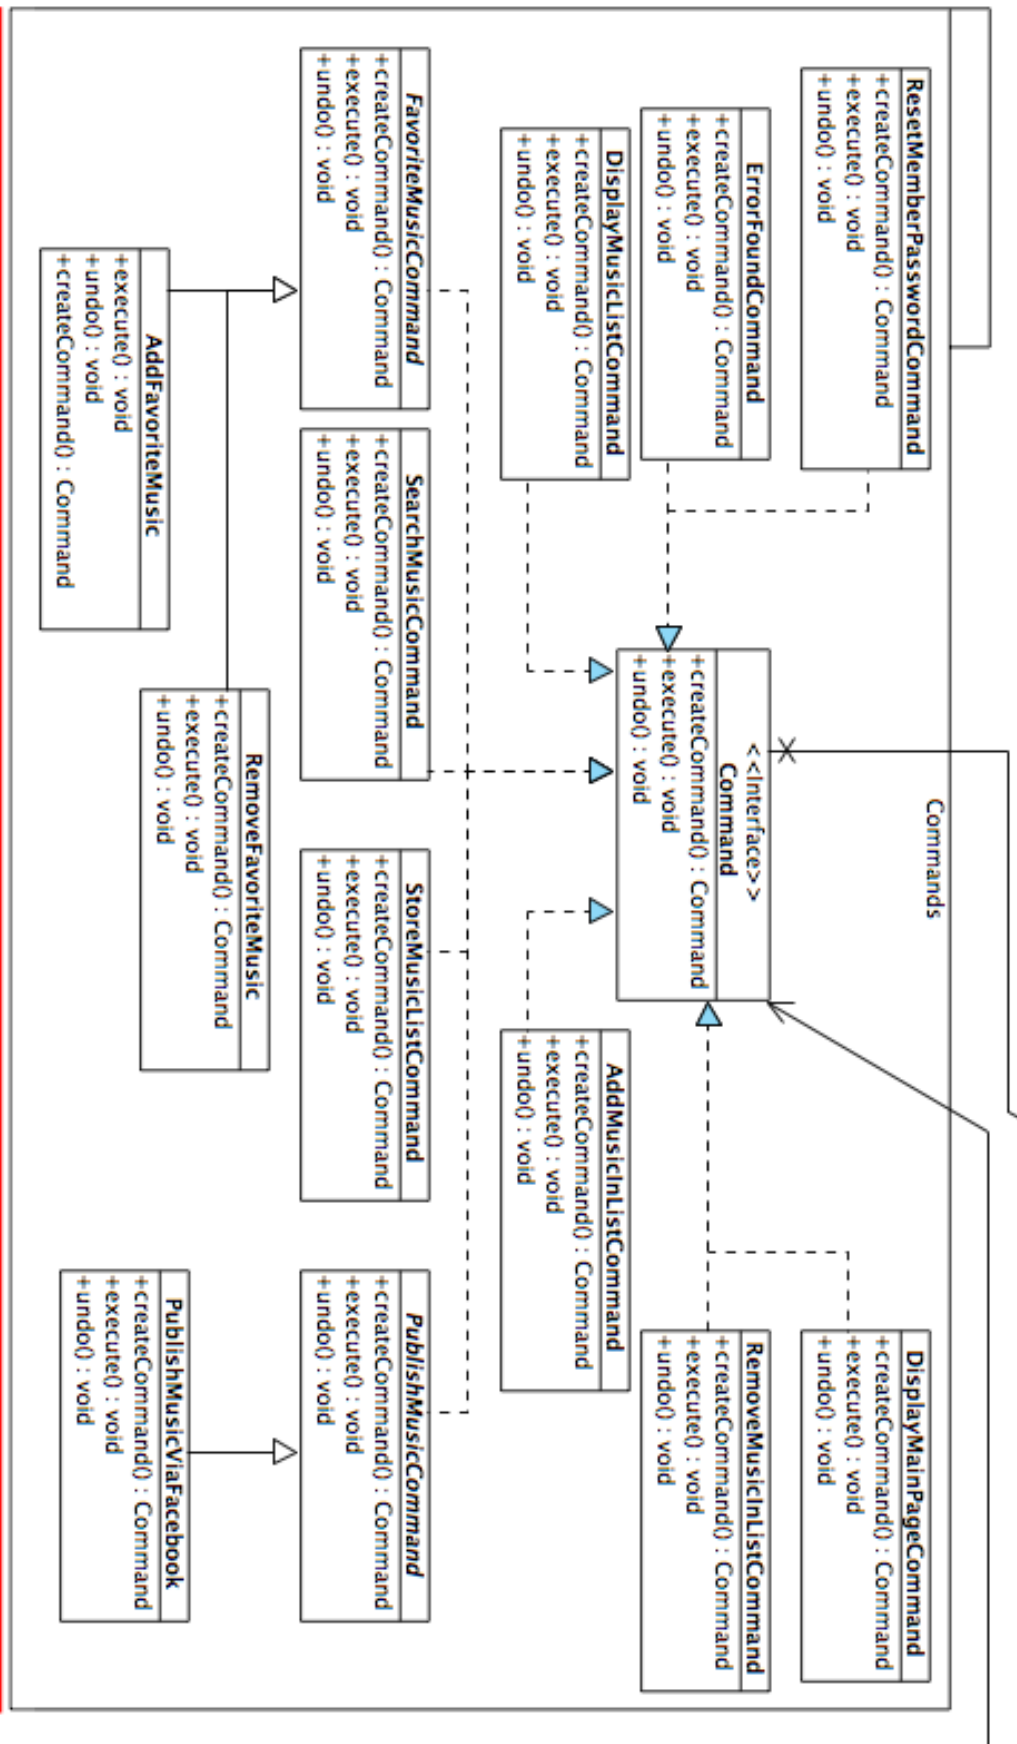 Commands
ResetMemberPasswordCommand
+createCommand() : Command
+execute() : void
+undo() : void
DisplayMainPageCommand
+createCommand() : Command
+execute() : void
+undo() : void
ErrorFoundCommand
+createCommand() : Command
+execute() : void
+undo() : void
<<Interface>>
Command
+createCommand() : Command
+execute() : void
+undo() : void
RemoveMusicInListCommand
+createCommand() : Command
+execute() : void
+undo() : void
DisplayMusicListCommand
+createCommand() : Command
+execute() : void
+undo() : void
AddMusicInListCommand
+createCommand() : Command
+execute() : void
+undo() : void
FavoriteMusicCommand
+createCommand() : Command
+execute() : void
+undo() : void
SearchMusicCommand
+createCommand() : Command
+execute() : void
+undo() : void
StoreMusicListCommand
+createCommand() : Command
+execute() : void
+undo() : void
PublishMusicCommand
+createCommand() : Command
+execute() : void
+undo() : void
AddFavoriteMusic
+execute() : void
+undo() : void
+createCommand() : Command
RemoveFavoriteMusic
+createCommand() : Command
+execute() : void
+undo() : void
PublishMusicViaFacebook
+createCommand() : Command
+execute() : void
+undo() : void